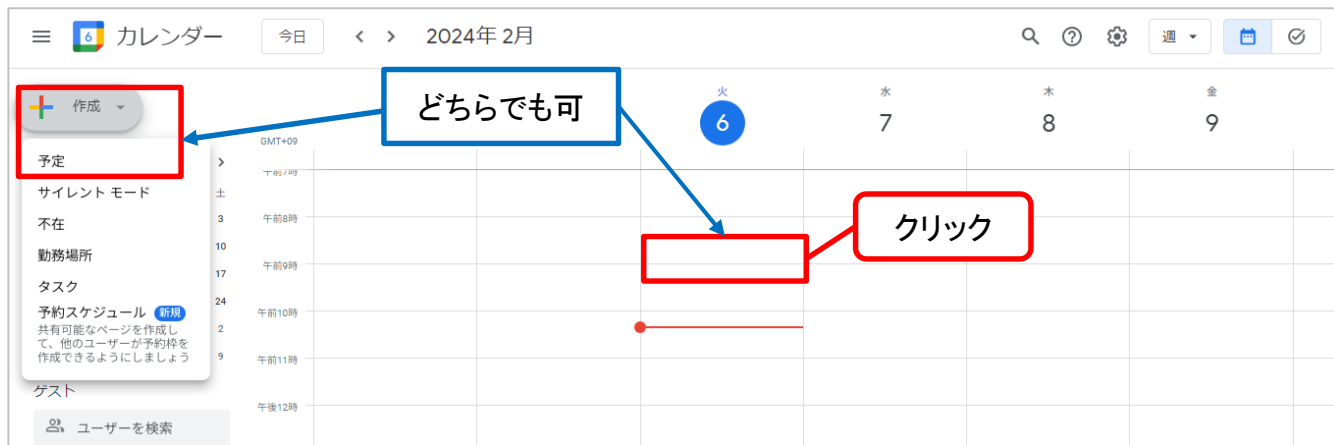 6 カレンダー 今日 2024年 2月 週
作成
どちらでも可
火 水 木 金
6 7 8 9
GMT+09
予定
午前7時
サイレント モード 土
不在 3 午前8時
クリック
勤務場所 10
午前9時
タスク 17
予約スケジュール 新規 24 午前10時
共有可能なページを作成し 2
て、他のユーザーが予約枠を
作成できるようにしましょう 9 午前11時
ゲスト
午後12時
ユーザーを検索